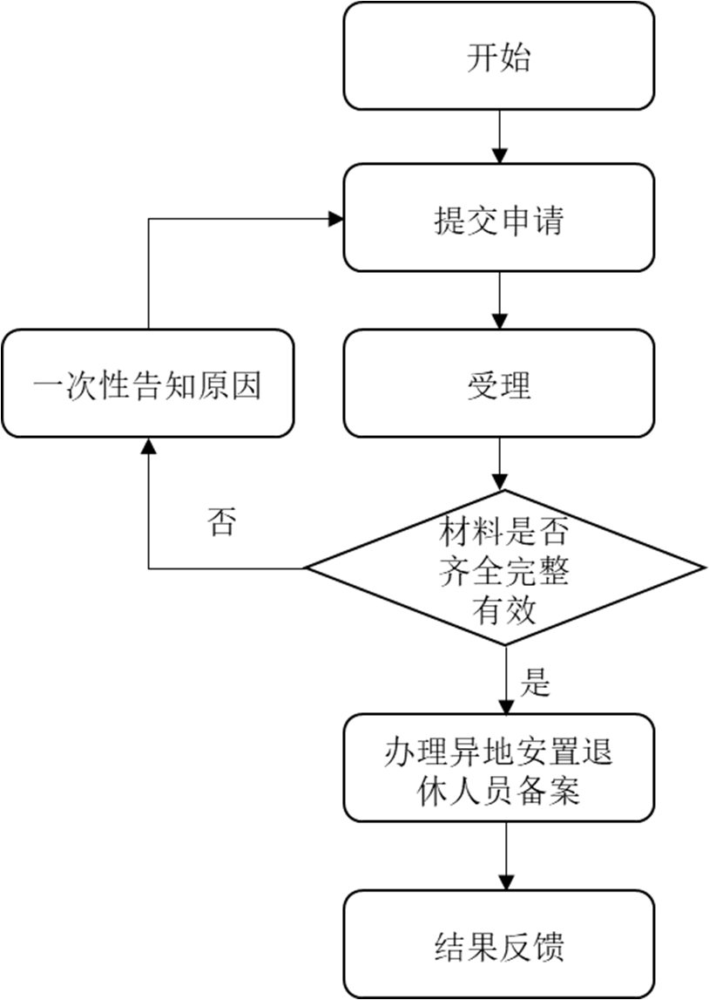 开始
提交申请
一次性告知原因
受理
否
材料是否
齐全完整
有效
是
办理异地安置退
休人员备案
结果反馈